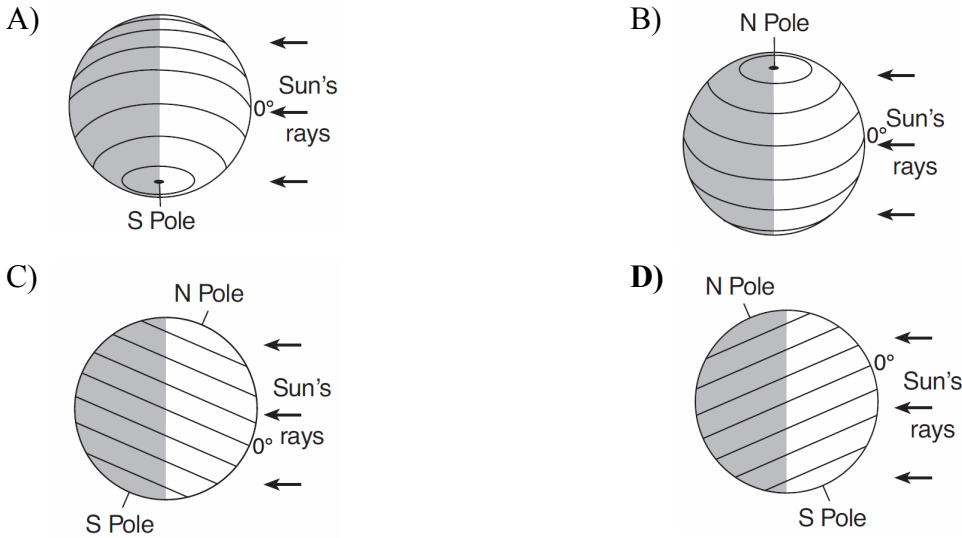 A)
Sun's
0°
rays
S Pole
B)
N Pole
0° Sun's
rays
C)
N Pole
Sun's
0° rays
S Pole
D)
N Pole
0°
Sun's
rays
S Pole